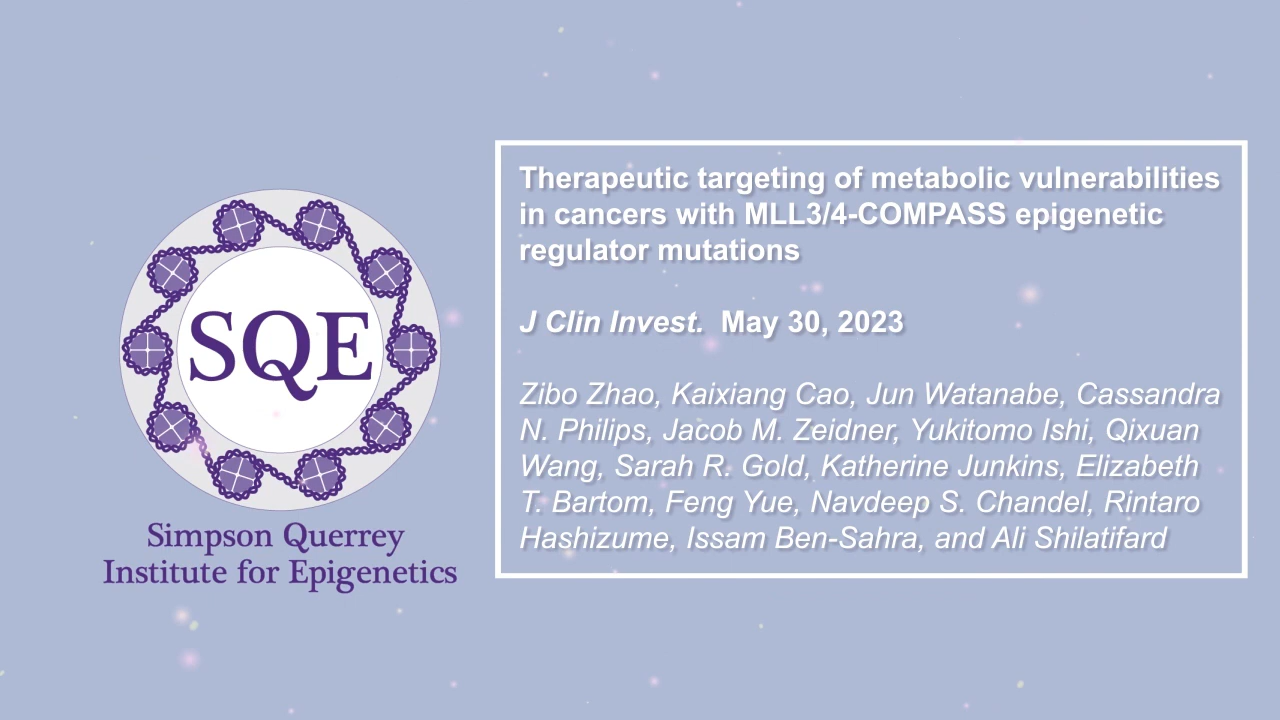 SQE
Simpson Querrey
Institute for Epigenetics
Therapeutic targeting of metabolic vulnerabilities
in cancers with MLL3/4-COMPASS epigenetic
regulator mutations
J Clin Invest. May 30, 2023
Zibo Zhao, Kaixiang Cao, Jun Watanabe, Cassandra
N. Philips, Jacob M. Zeidner, Yukitomo Ishi, Qixuan
Wang, Sarah R. Gold, Katherine Junkins, Elizabeth
T. Bartom, Feng Yue, Navdeep S. Chandel, Rintaro
Hashizume, Issam Ben-Sahra, and Ali Shilatifard